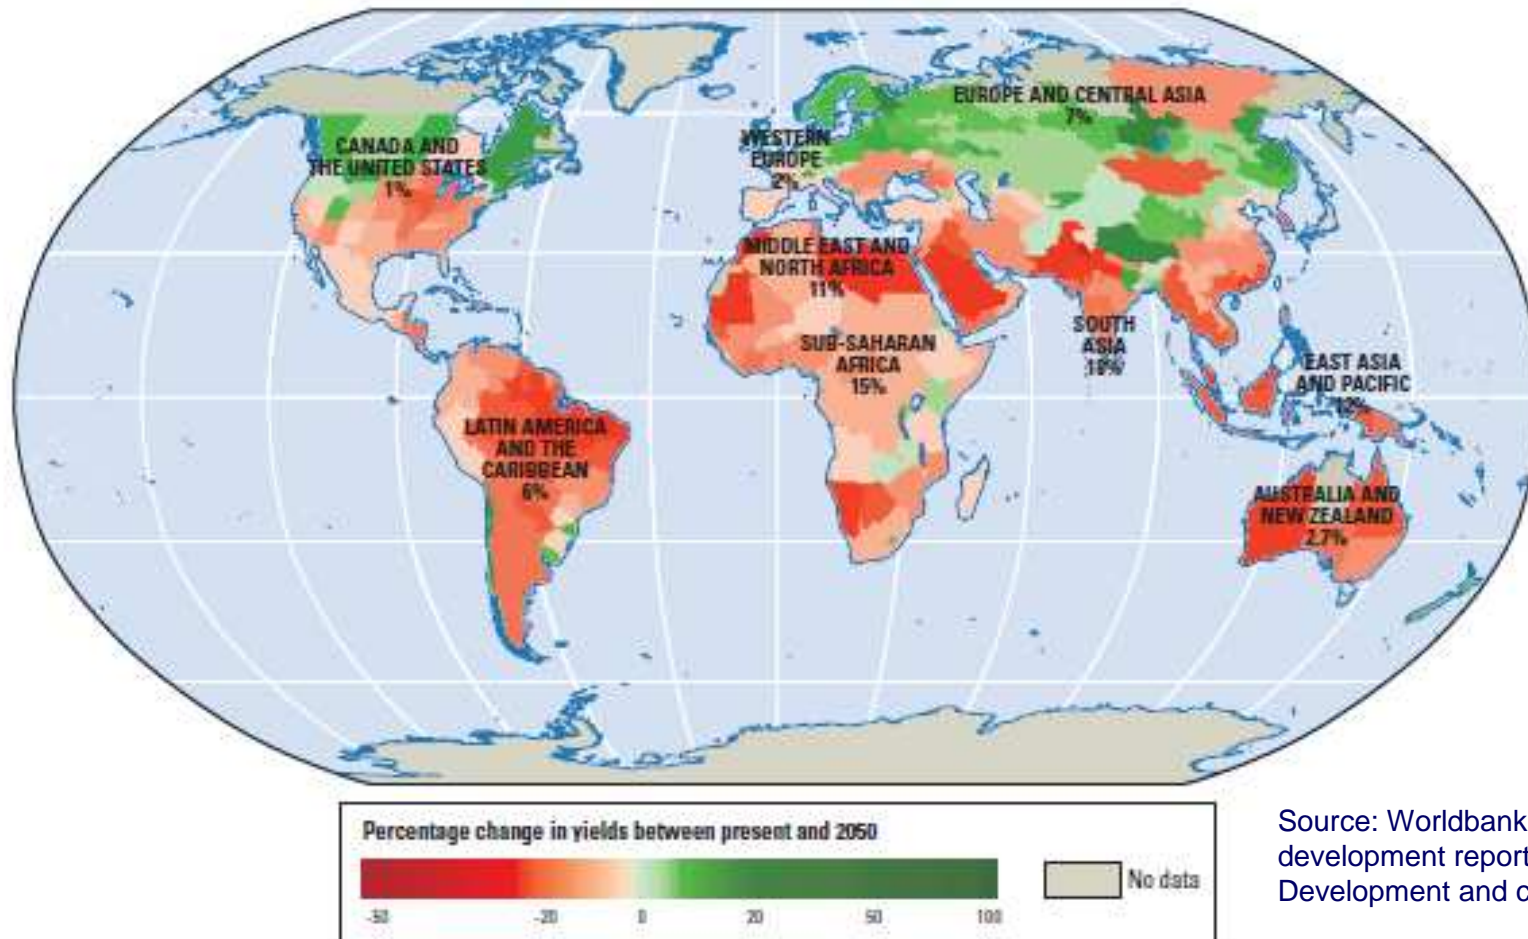 EUROPE AND CENTRAL ASIA
7%
CANADA AND
THE UNITED STATES
1%
WESTERN
EUROPE
2%
MIDDLE EAST AND
NORTH AFRICA
11%
SUB-SAHARAN
AFRICA
15%
SOUTH
ASIA
18%
EAST ASIA
AND PACIFIC
12%
LATIN AMERICA
AND THE
CARIBBEAN
6%
AUSTRALIA AND
NEW ZEALAND
2.7%
Percentage change in yields between present and 2050
-50 -20 0 20 50 100
No data
Source: Worldbank
development report
Development and c